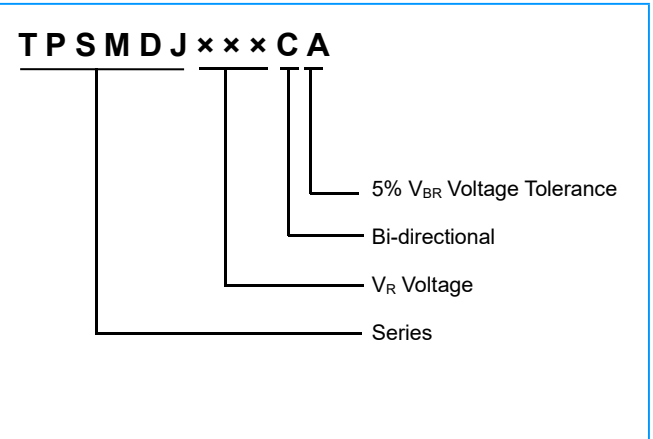 TPSMDJ×××CA
5% VBR Voltage Tolerance
Bi-directional
VR Voltage
Series